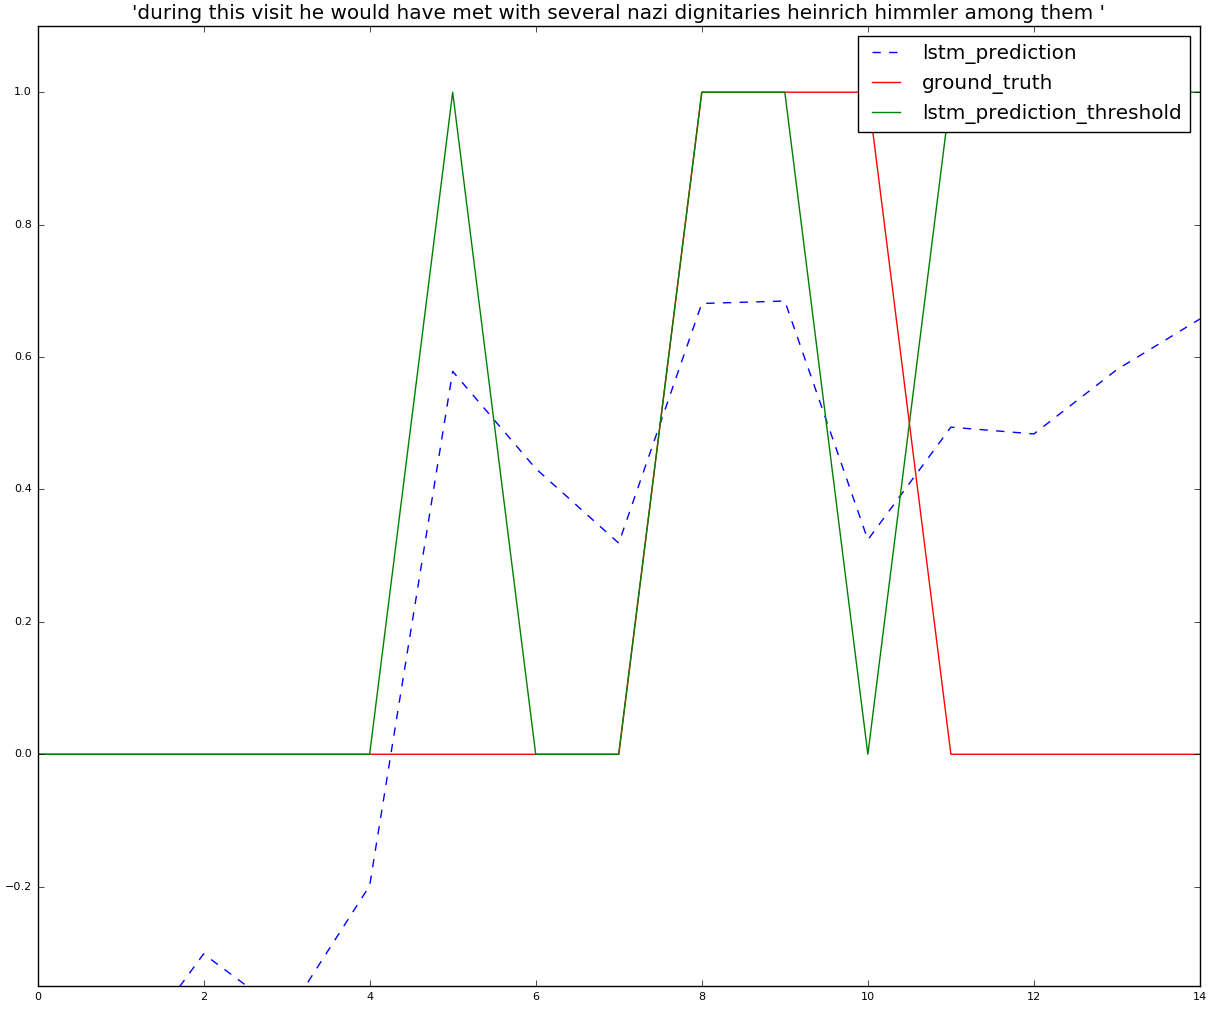 'during this visit he would have met with several nazi dignitaries heinrich himmler among them '
lstm_prediction
ground_truth
lstm_prediction_threshold
1.0
0.8
0.6
0.4
0.2
0.0
−0.2
0 2 4 6 8 10 12 14